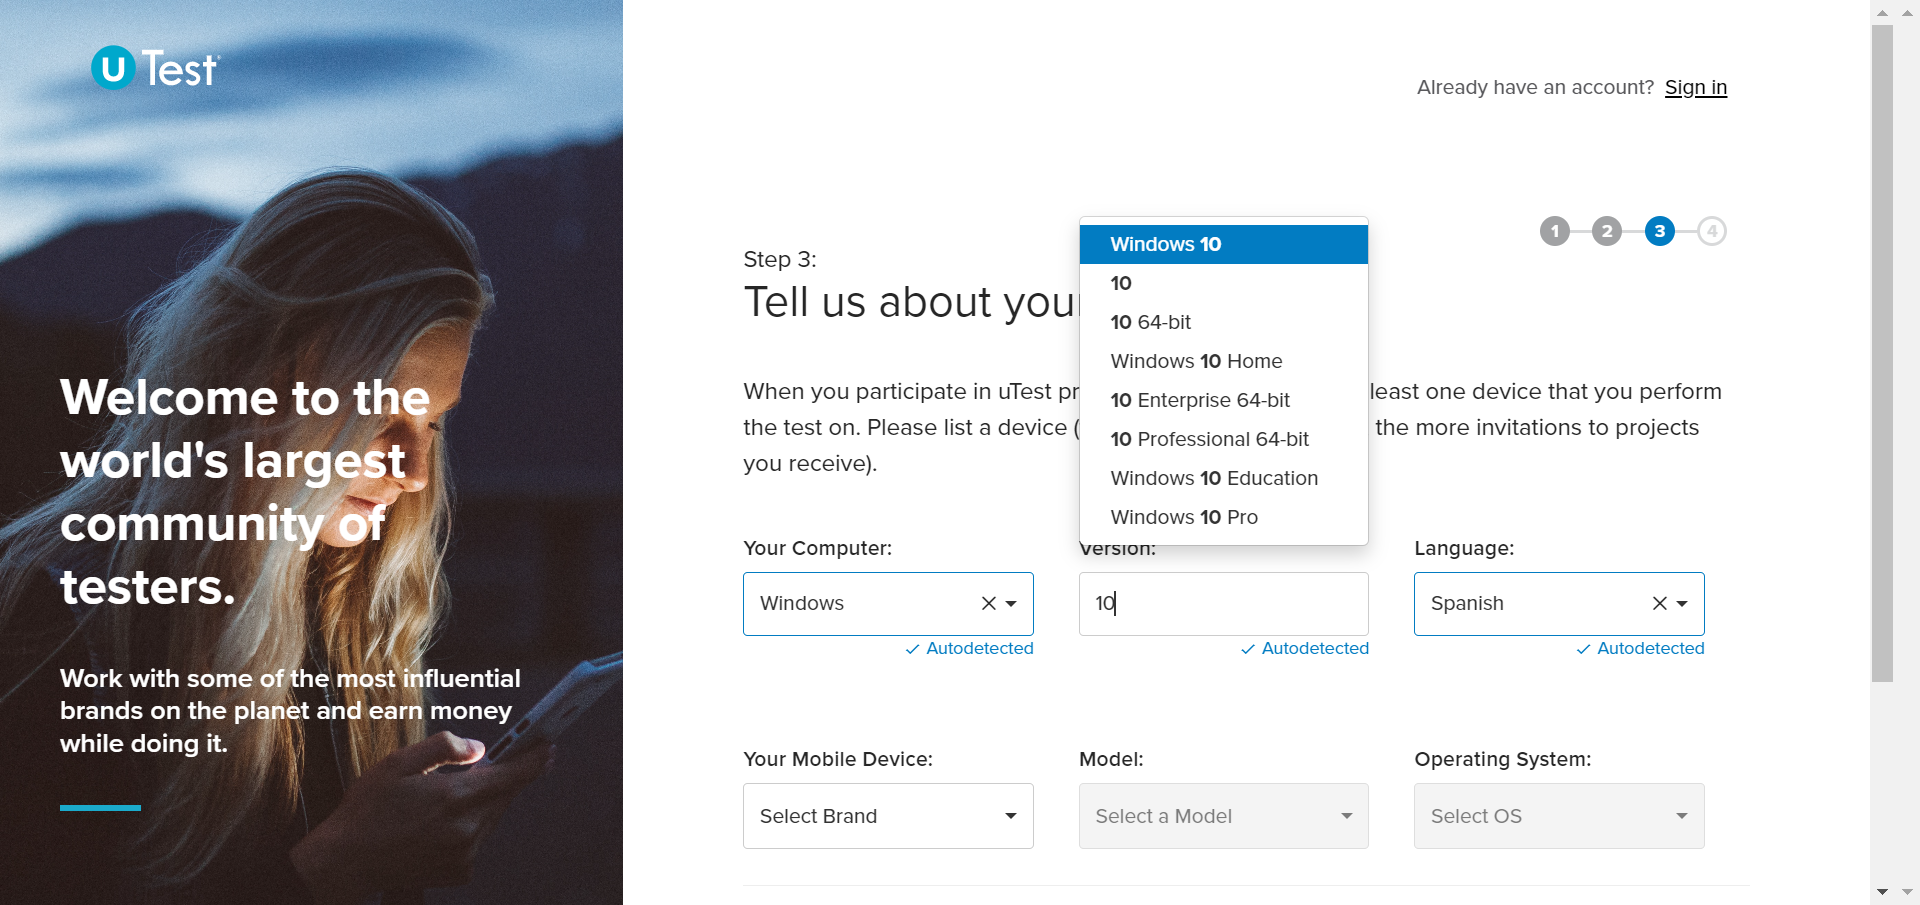 uTest
Welcome to the
world's largest
community of
testers.
Work with some of the most influential
brands on the planet and earn money
while doing it.
Already have an account? Sign in
1 2 3 4
Step 3:
Tell us about your
When you participate in uTest pr least one device that you perform
the test on. Please list a device ( the more invitations to projects
you receive).
Windows 10
10
10 64-bit
Windows 10 Home
10 Enterprise 64-bit
10 Professional 64-bit
Windows 10 Education
Windows 10 Pro
Your Computer: Version: Language:
Windows 10 Spanish
Autodetected Autodetected Autodetected
Your Mobile Device: Model: Operating System:
Select Brand Select a Model Select OS